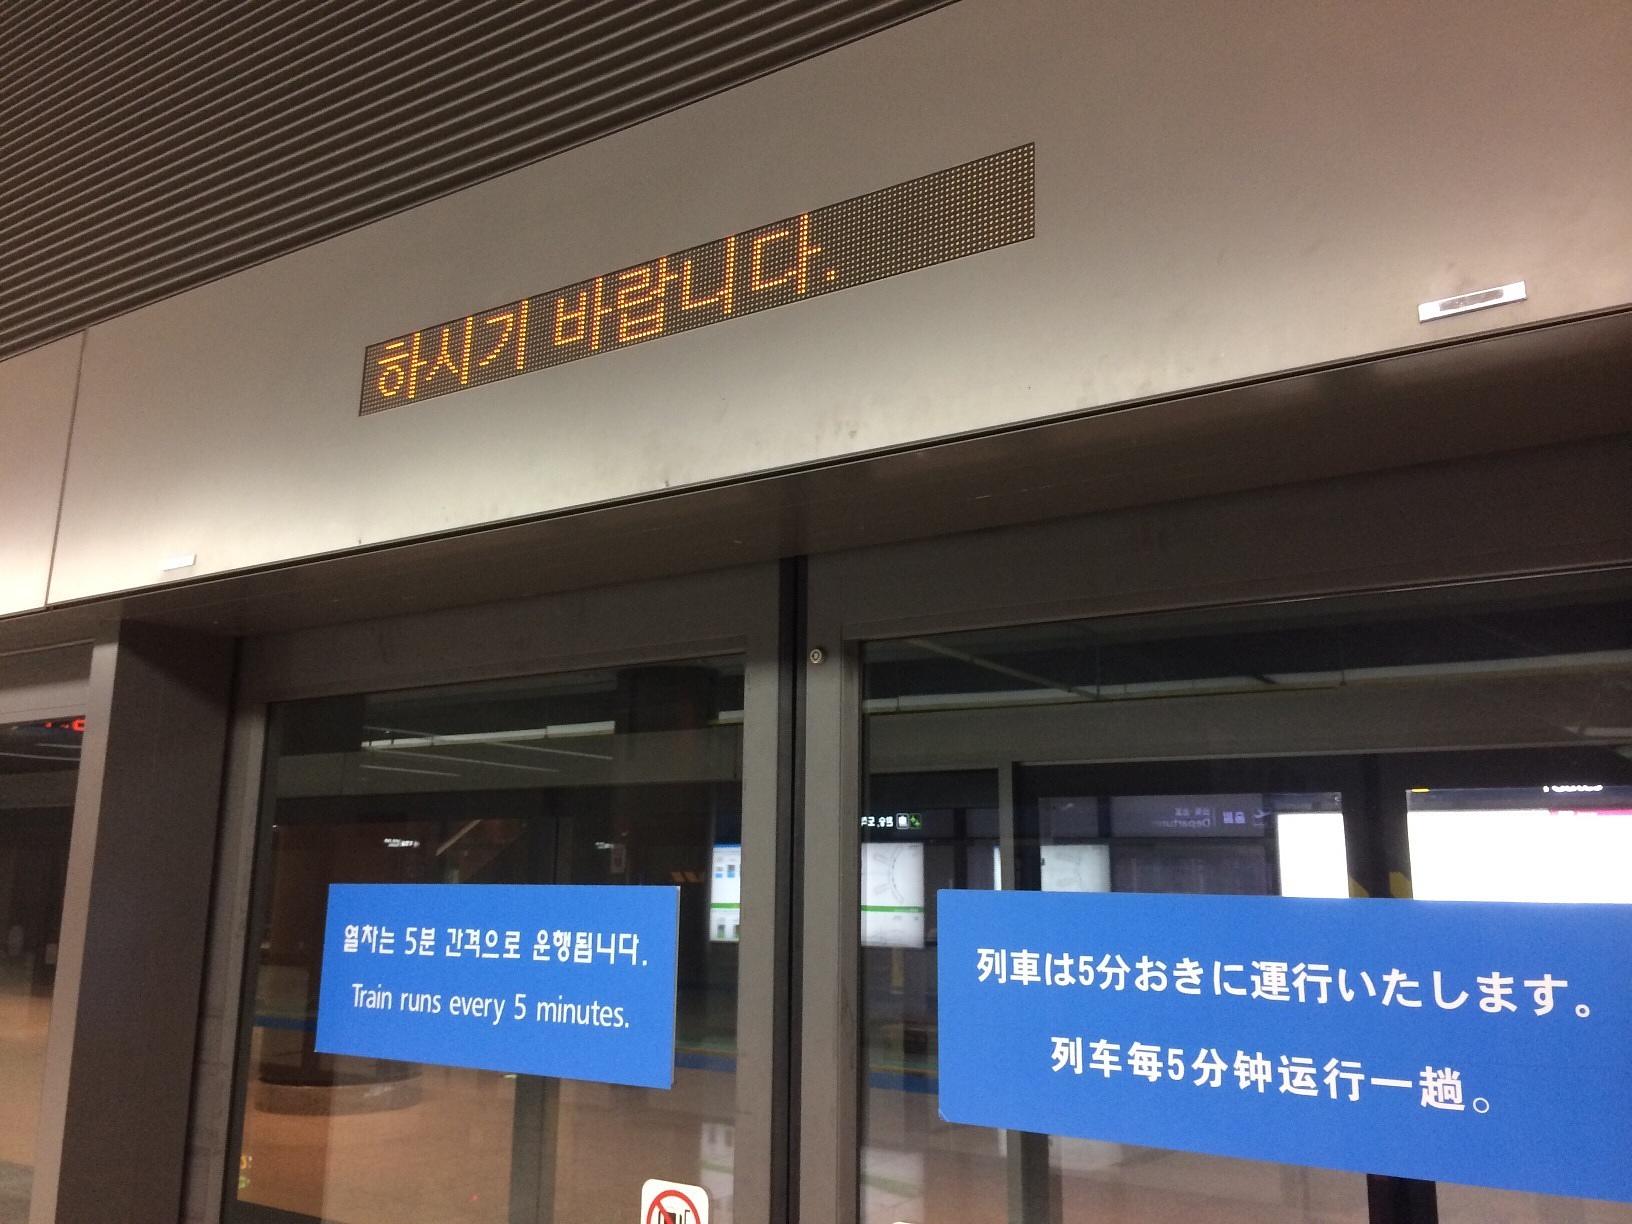 하시기 바랍니다.
열차는 5분 간격으로 운행됩니다.
Train runs every 5 minutes.
列車は5分おきに運行いたします。
列车每5分钟运行一趟。